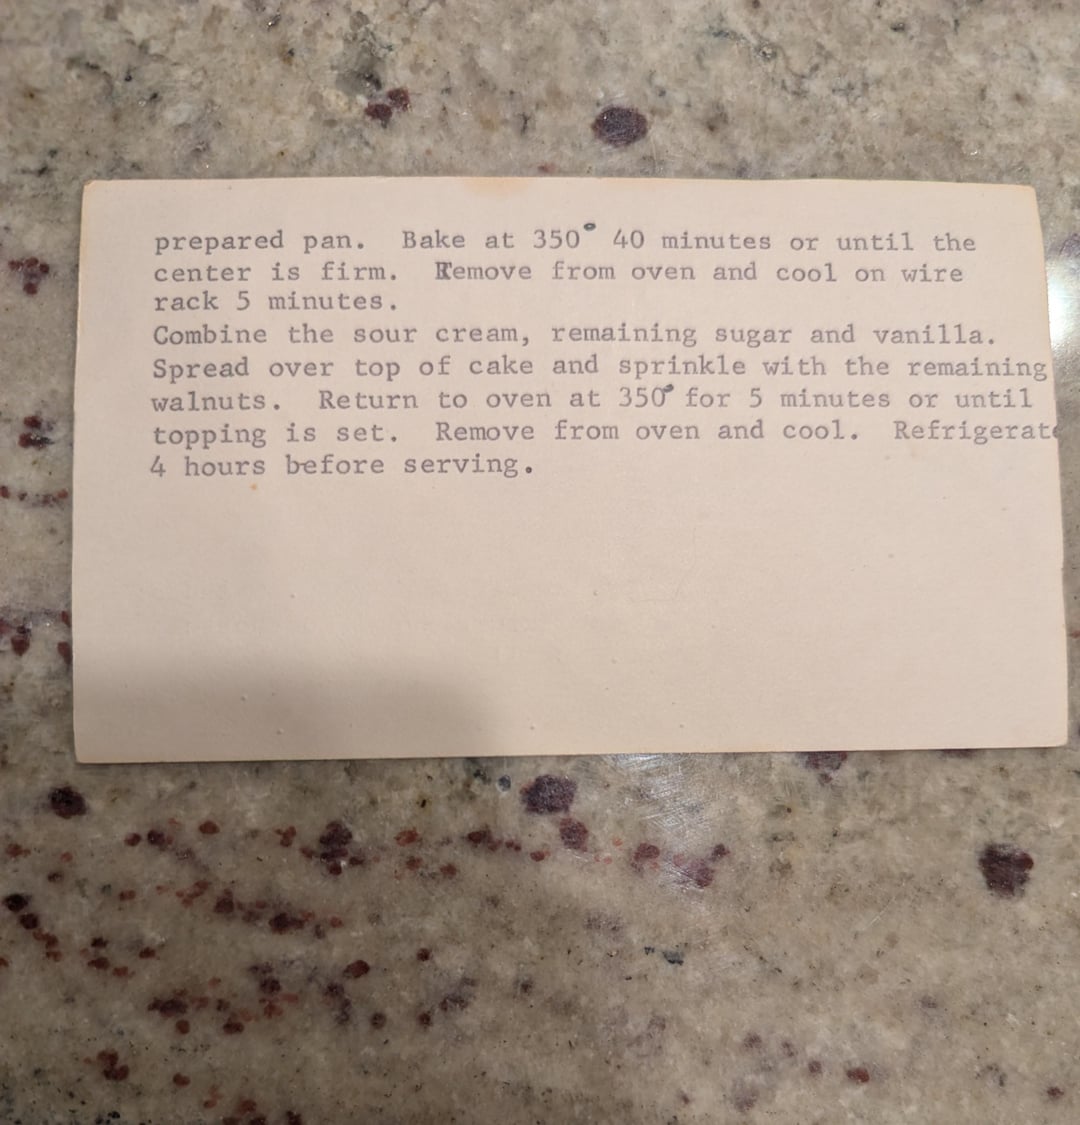 prepared pan.  Bake at 350° 40 minutes or until the
center is firm.  Remove from oven and cool on wire
rack 5 minutes.
Combine the sour cream, remaining sugar and vanilla.
Spread over top of cake and sprinkle with the remaining
walnuts.  Return to oven at 350° for 5 minutes or until
topping is set.  Remove from oven and cool.  Refrigerate
4 hours before serving.